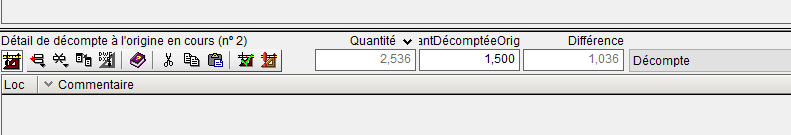 Détail de décompte à l'origine en cours (nº 2) Quantité antDécomptéeOrig Différence
2,536 1,500 1,036 Décompte
Loc Commentaire